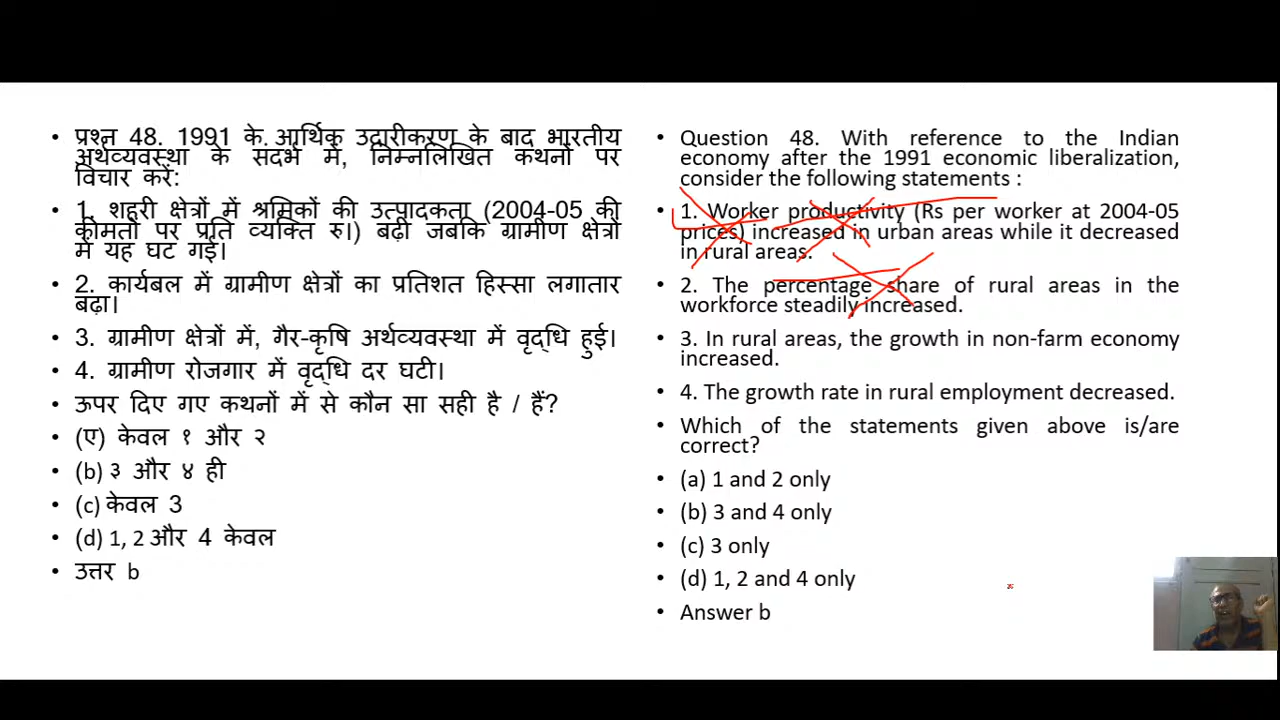 • प्रश्न 48. 1991 के आर्थिक उदारीकरण के बाद भारतीय
अर्थव्यवस्था के संदर्भ में, निम्नलिखित कथनों पर
विचार करें:
• 1. शहरी क्षेत्रों में श्रमिकों की उत्पादकता (2004-05 की
कीमतों पर प्रति व्यक्ति रु।) बढ़ी जबकि ग्रामीण क्षेत्रों
में यह घट गई।
• 2. कार्यबल में ग्रामीण क्षेत्रों का प्रतिशत हिस्सा लगातार
बढ़ा।
• 3. ग्रामीण क्षेत्रों में, गैर-कृषि अर्थव्यवस्था में वृद्धि हुई।
• 4. ग्रामीण रोजगार में वृद्धि दर घटी।
• ऊपर दिए गए कथनों में से कौन सा सही है / हैं?
• (ए) केवल १ और २
• (b) ३ और ४ ही
• (c) केवल 3
• (d) 1, 2 और 4 केवल
• उत्तर b
• Question 48. With reference to the Indian
economy after the 1991 economic liberalization,
consider the following statements :
• 1. Worker productivity (Rs per worker at 2004-05
prices) increased in urban areas while it decreased
in rural areas.
• 2. The percentage share of rural areas in the
workforce steadily increased.
• 3. In rural areas, the growth in non-farm economy
increased.
• 4. The growth rate in rural employment decreased.
• Which of the statements given above is/are
correct?
• (a) 1 and 2 only
• (b) 3 and 4 only
• (c) 3 only
• (d) 1, 2 and 4 only
• Answer b